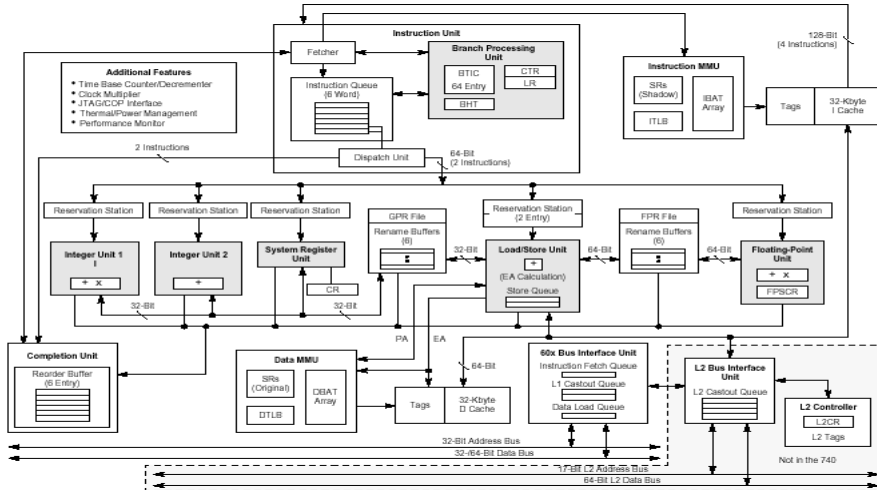 Instruction Unit
Fetcher
Branch Processing
Unit
BTIC
64 Entry
BHT
CTR
LR
Instruction Queue
(6 Word)
Dispatch Unit
Additional Features
• Time Base Counter/Decrementer
• Clock Multiplier
• JTAG/COP Interface
• Thermal/Power Management
• Performance Monitor
128-Bit
(4 Instructions)
Instruction MMU
SRs
(Shadow)
ITLB
IBAT
Array
Tags
32-Kbyte
I Cache
2 Instructions
64-Bit
(2 Instructions)
Reservation Station
Reservation Station
Reservation Station
Reservation Station
(2 Entry)
Reservation Station
GPR File
Rename Buffers
(6)
FPR File
Rename Buffers
(6)
Integer Unit 1
+ x
Integer Unit 2
+
System Register
Unit
CR
32-Bit
32-Bit
32-Bit
Load/Store Unit
+
(EA Calculation)
Store Queue
64-Bit
64-Bit
Floating-Point
Unit
+ x
FPSCR
PA
EA
Completion Unit
Reorder Buffer
(6 Entry)
Data MMU
SRs
(Original)
DTLB
DBAT
Array
64-Bit
Tags
32-Kbyte
D Cache
60x Bus Interface Unit
Instruction Fetch Queue
L1 Castout Queue
Data Load Queue
L2 Bus Interface
Unit
L2 Castout Queue
L2 Controller
L2CR
L2 Tags
Not in the 740
32-Bit Address Bus
32-/64-Bit Data Bus
17-Bit L2 Address Bus
64-Bit L2 Data Bus